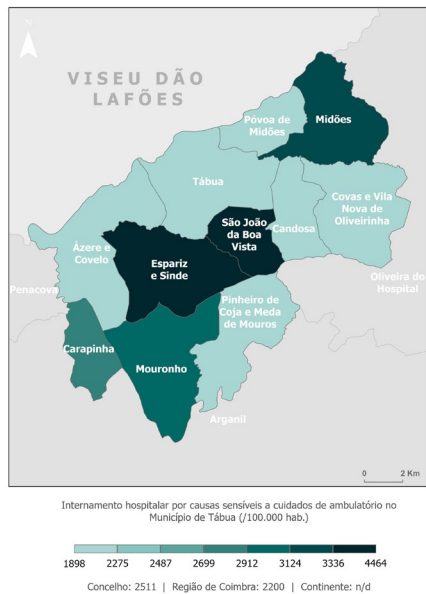 N
VISEU DÃO
LAFÕES
Póvoa de
Midões
Midões
Tábua
Covas e Vila
Nova de
Oliveirinha
São João
da Boa
Vista
Candosa
Ázere e
Covelo
Espariz
e Sinde
Penacova
Oliveira do
Hospital
Pinheiro de
Coja e Meda
de Mouros
Carapinha
Mouronho
Arganil
0 2 Km
Internamento hospitalar por causas sensíveis a cuidados de ambulatório no
Município de Tábua (/100.000 hab.)
1898 2275 2487 2699 2912 3124 3336 4464
Concelho: 2511 | Região de Coimbra: 2200 | Continente: n/d